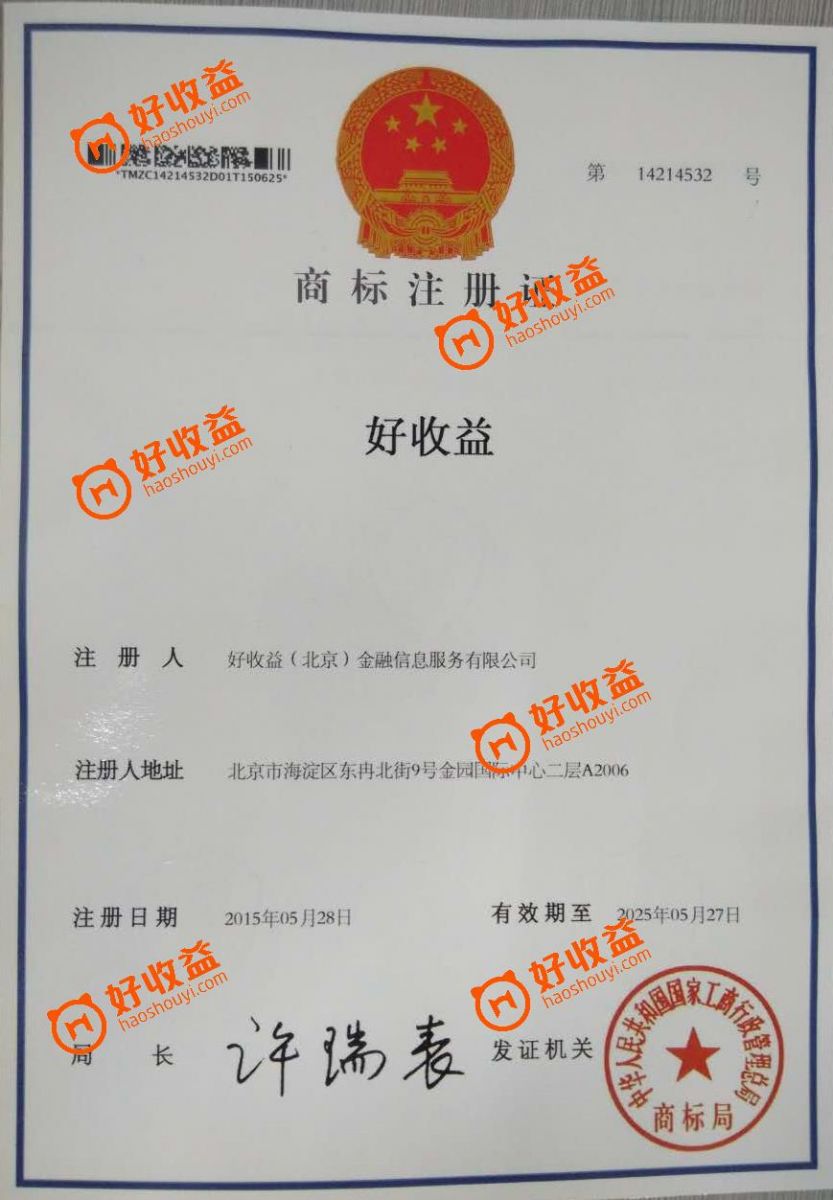 好收益
haoshouyi.com
*TMZC14214532D01T150625*
第 14214532 号
商标注册证
好收益
haoshouyi.com
好收益
好收益
haoshouyi.com
注册人 好收益（北京）金融信息服务有限公司
好收益
haoshouyi.com
注册人地址 北京市海淀区东冉北街9号金园国际中心二层A2006
注册日期 2015年05月28日
有效期至 2025年05月27日
好收益
haoshouyi.com
好收益
haoshouyi.com
局长 许瑞表
发证机关
中华人民共和国国家工商行政管理总局
商标局